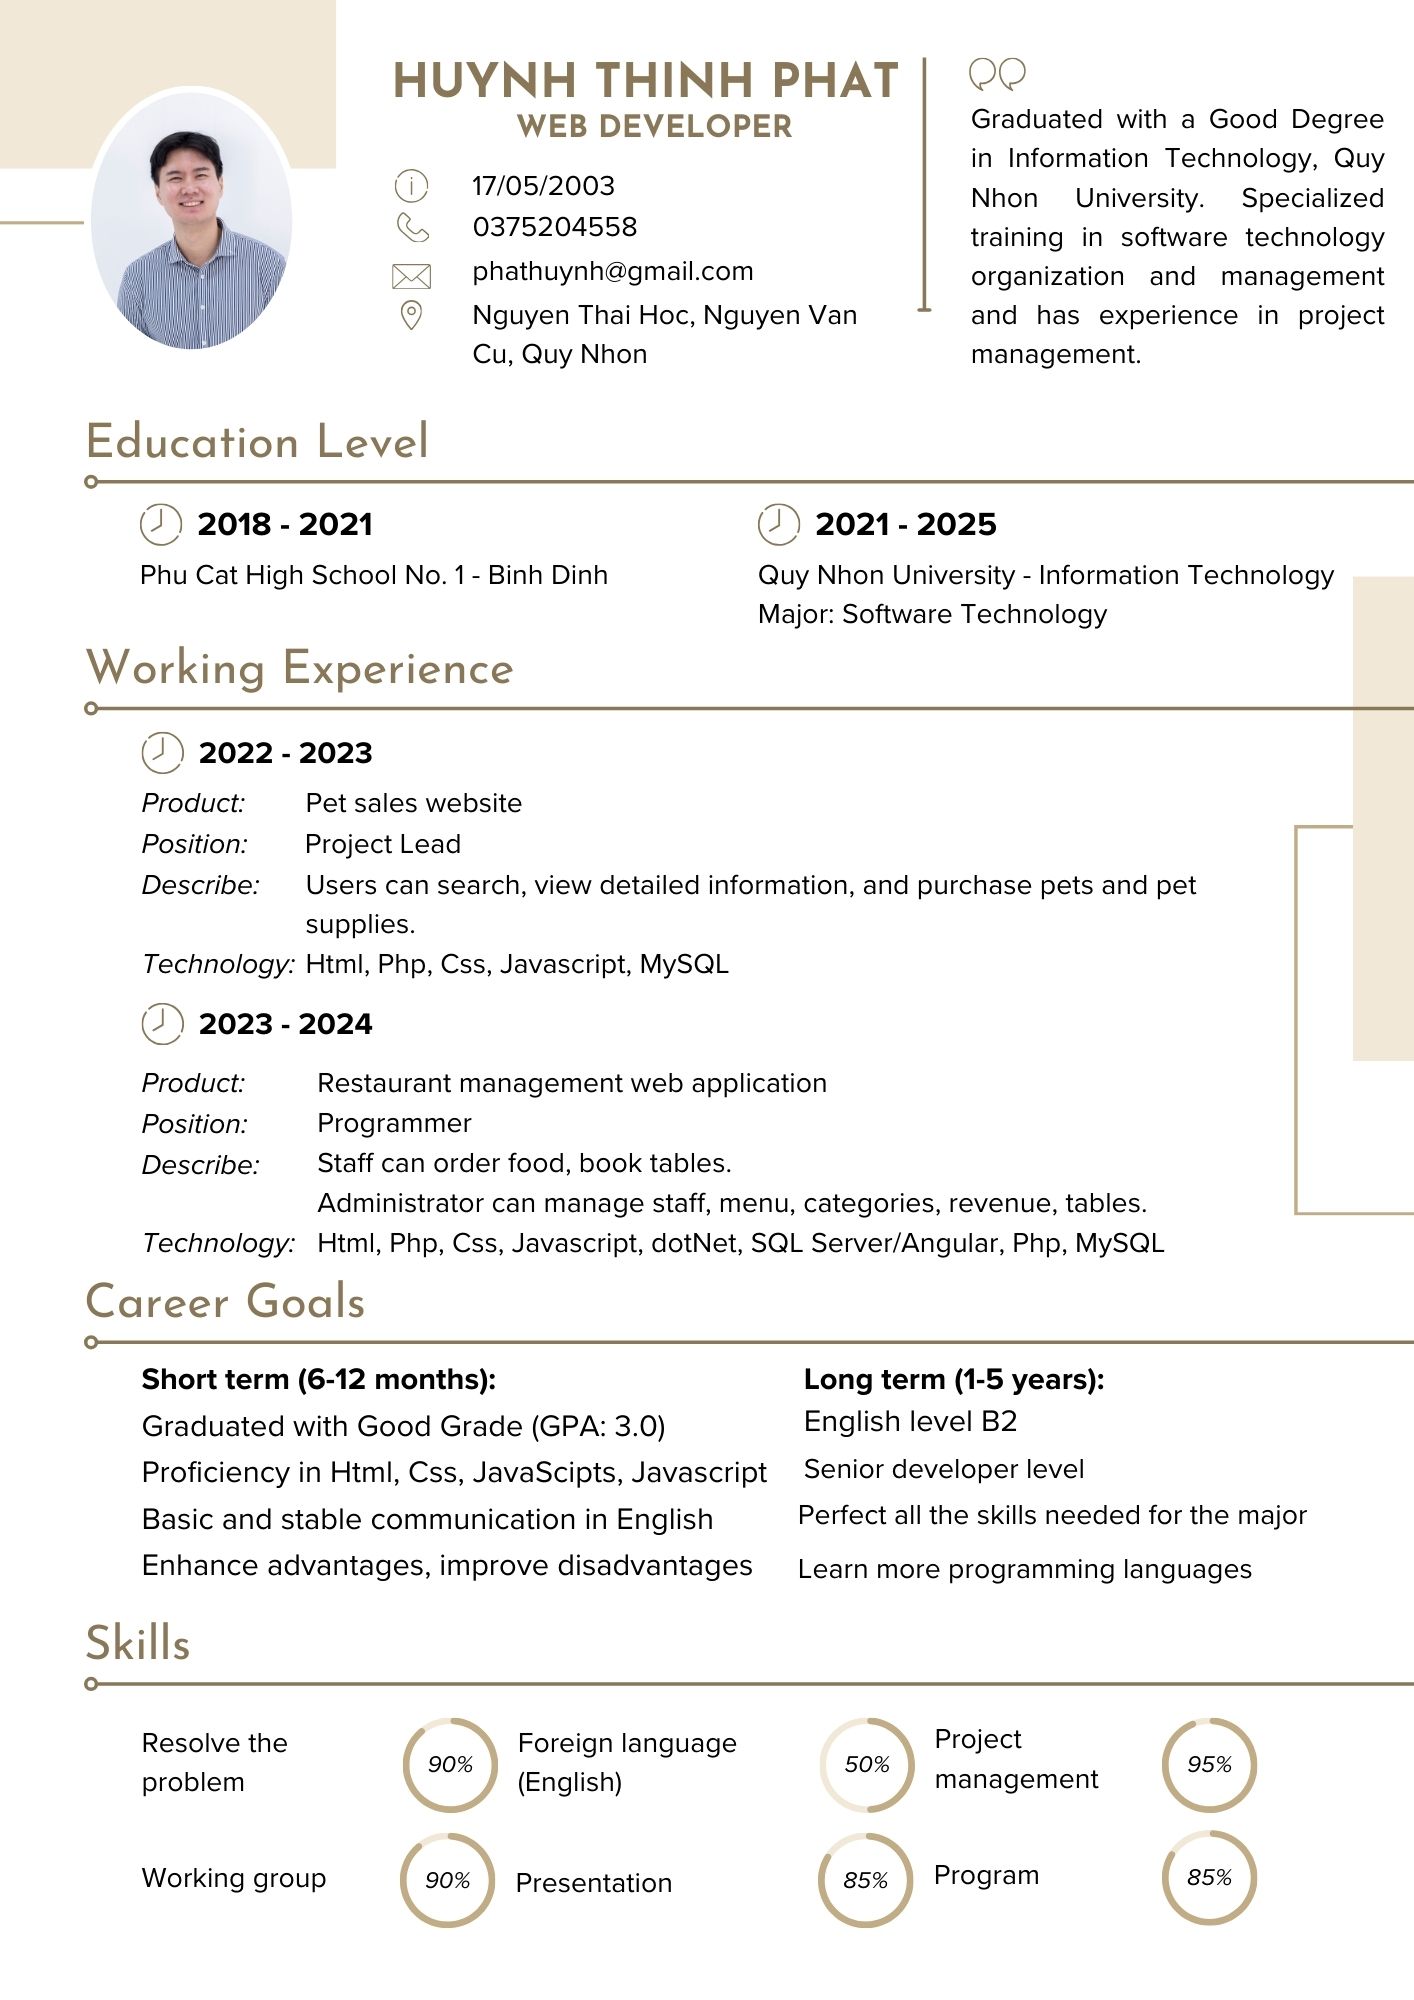 HUYNH THINH PHAT
WEB DEVELOPER
17/05/2003
0375204558
phathuynh@gmail.com
Nguyen Thai Hoc, Nguyen Van
Cu, Quy Nhon
Graduated with a Good Degree
in Information Technology, Quy
Nhon University. Specialized
training in software technology
organization and management
and has experience in project
management.
Education Level
2018 - 2021
Phu Cat High School No. 1 - Binh Dinh
2021 - 2025
Quy Nhon University - Information Technology
Major: Software Technology
Working Experience
2022 - 2023
Product: Pet sales website
Position: Project Lead
Describe: Users can search, view detailed information, and purchase pets and pet
supplies.
Technology: Html, Php, Css, Javascript, MySQL
2023 - 2024
Product: Restaurant management web application
Position: Programmer
Describe: Staff can order food, book tables.
Administrator can manage staff, menu, categories, revenue, tables.
Technology: Html, Php, Css, Javascript, dotNet, SQL Server/Angular, Php, MySQL
Career Goals
Short term (6-12 months):
Graduated with Good Grade (GPA: 3.0)
Proficiency in Html, Css, JavaScipts, Javascript
Basic and stable communication in English
Enhance advantages, improve disadvantages
Long term (1-5 years):
English level B2
Senior developer level
Perfect all the skills needed for the major
Learn more programming languages
Skills
Resolve the
problem
90%
Foreign language
(English)
50%
Project
management
95%
Working group
90%
Presentation
85%
Program
85%